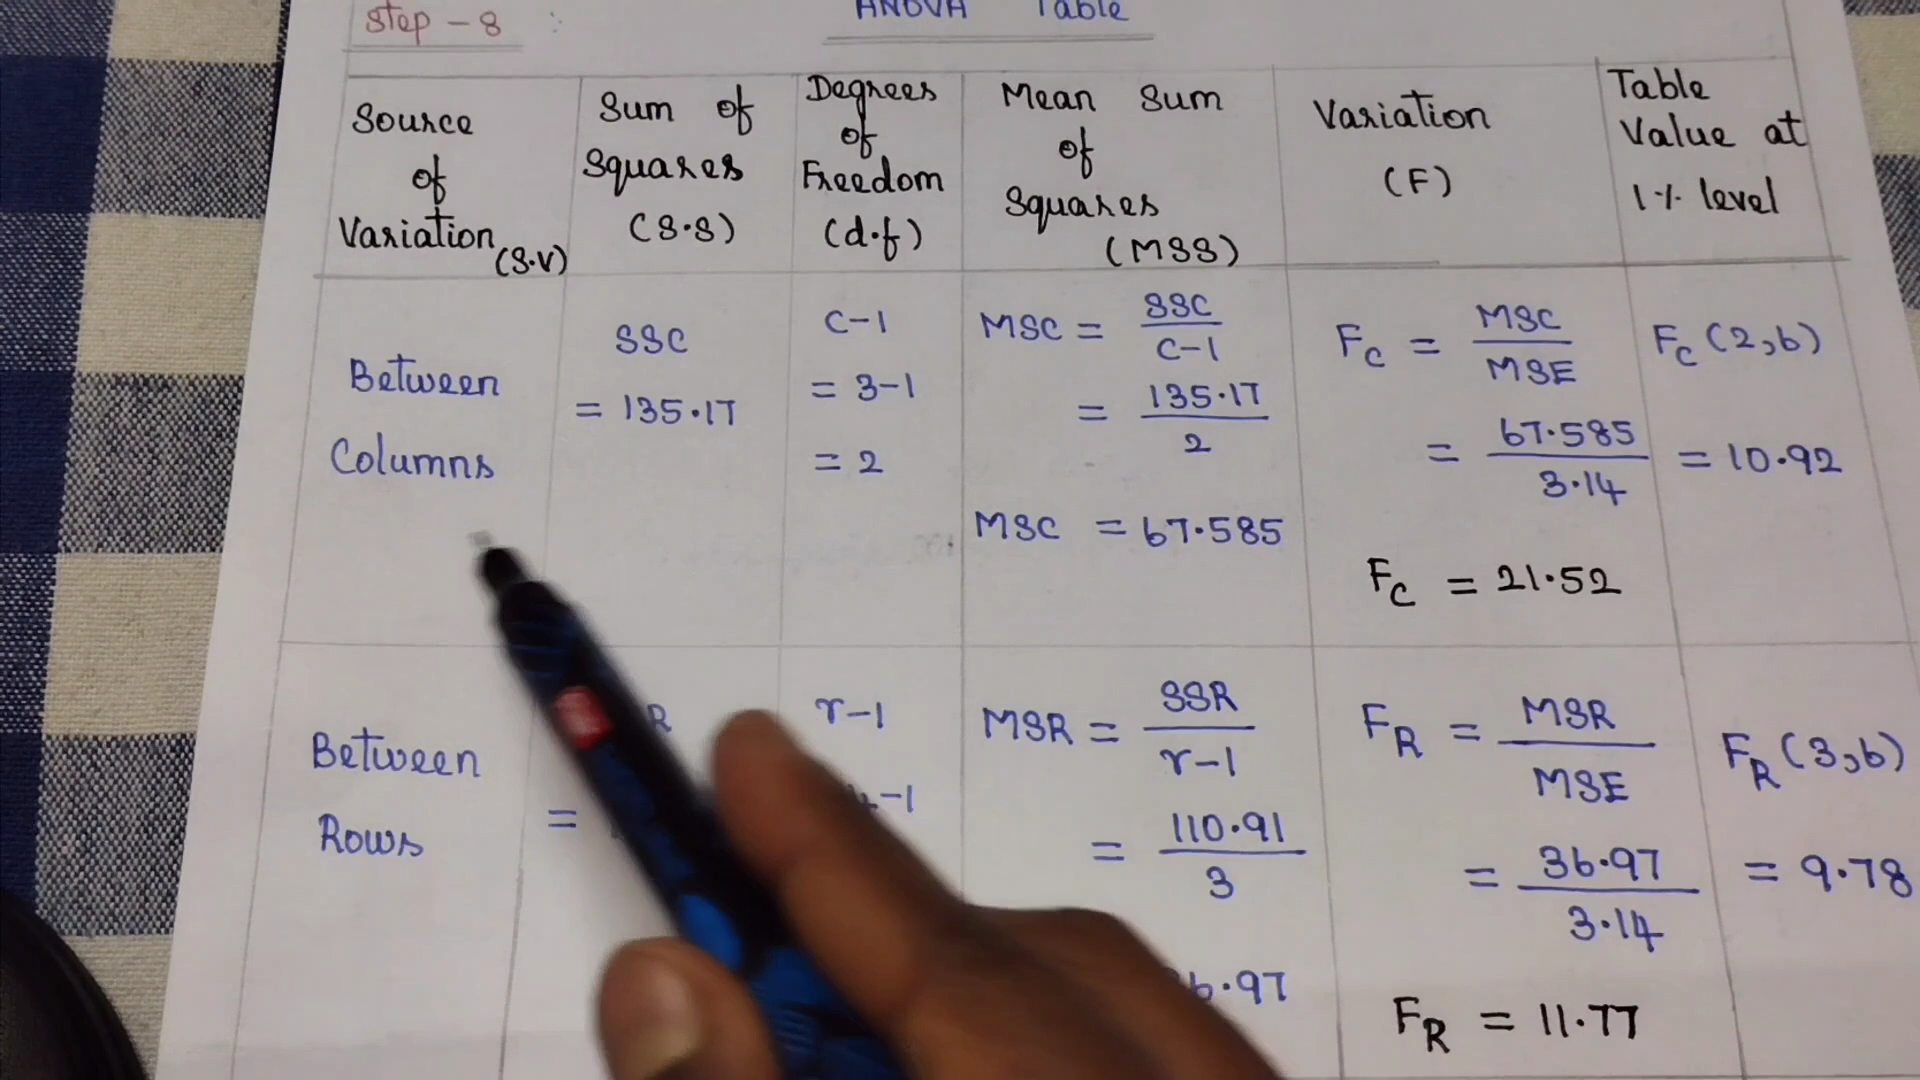 Step - 8 :
ANOVA Table
Source
of
Variation (S.V)
Sum of
Squares
(S.S)
Degrees
of
Freedom
(d.f)
Mean Sum
of
Squares
(MSS)
Variation
(F)
Table
Value at
1% level
Between
Columns
SSC
= 135.17
C-1
= 3-1
= 2
MSC = SSC
C-1
= 135.17
2
MSC = 67.585
Fc = MSC
MSE
= 67.585
3.14
Fc = 21.52
Fc (2,6)
= 10.92
Between
Rows
R
=
r-1
-1
MSR = SSR
r-1
= 110.91
3
6.97
FR = MSR
MSE
= 36.97
3.14
FR = 11.77
FR (3,6)
= 9.78